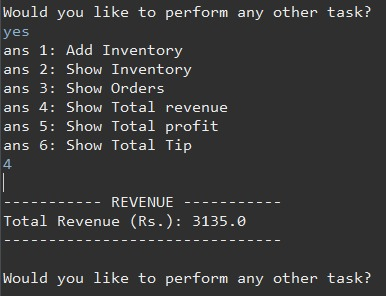 Would you like to perform any other task?
yes
ans 1: Add Inventory
ans 2: Show Inventory
ans 3: Show Orders
ans 4: Show Total revenue
ans 5: Show Total profit
ans 6: Show Total Tip
4
----------- REVENUE -----------
Total Revenue (Rs.): 3135.0
-------------------------------
Would you like to perform any other task?